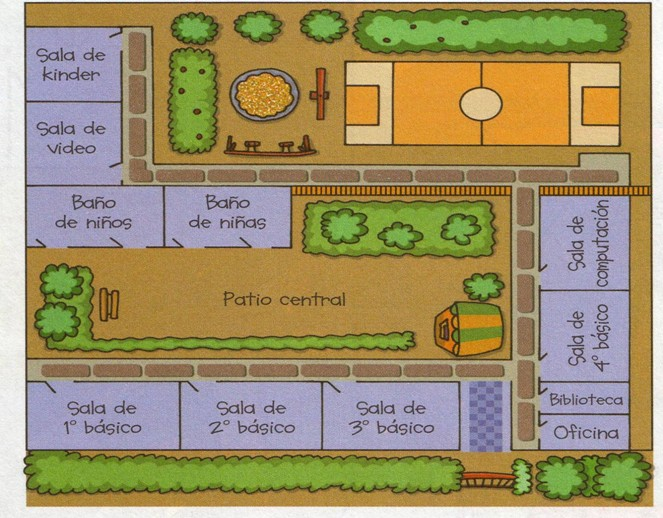 Sala de
kinder
Sala de
video
Baño
de niños
Baño
de niñas
Sala de
computación
Patio central
Sala de
4° básico
Sala de
1° básico
Sala de
2° básico
Sala de
3° básico
Biblioteca
Oficina